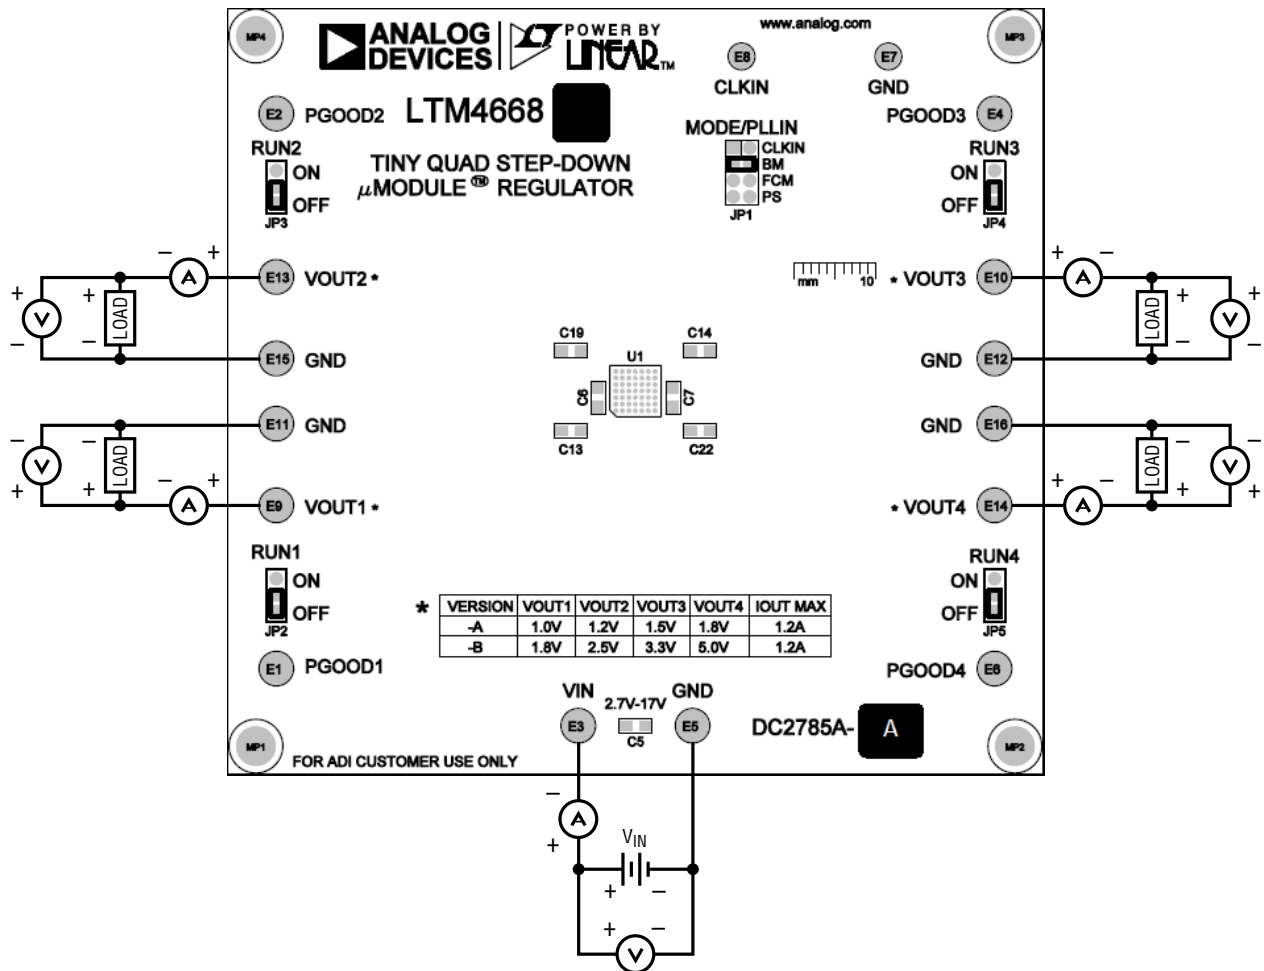 MP4
ANALOG DEVICES
LT POWER BY LINEAR TM
www.analog.com
MP3
E8
CLKIN
E7
GND
E2 PGOOD2
LTM4668
PGOOD3 E4
RUN2
ON
OFF
JP3
TINY QUAD STEP-DOWN
µMODULE TM REGULATOR
MODE/PLLIN
CLKIN
BM
FCM
PS
JP1
RUN3
ON
OFF
JP4
− A +
E13 VOUT2 *
+ V −
+ LOAD −
E15 GND
mm 10
* VOUT3 E10
+ A −
+ LOAD −
+ V −
GND E12
C19
C14
U1
C6
C7
C13
C22
E11 GND
− V +
− LOAD +
− A +
E9 VOUT1 *
GND E16
− LOAD +
− V +
* VOUT4 E14
+ A −
RUN1
ON
OFF
JP2
E1 PGOOD1
RUN4
ON
OFF
JP5
PGOOD4 E6
* VERSION VOUT1 VOUT2 VOUT3 VOUT4 IOUT MAX
-A 1.0V 1.2V 1.5V 1.8V 1.2A
-B 1.8V 2.5V 3.3V 5.0V 1.2A
VIN
2.7V-17V
GND
E3
C5
E5
DC2785A- A
MP1
FOR ADI CUSTOMER USE ONLY
MP2
−
A
+
VIN
+ −
+ V −